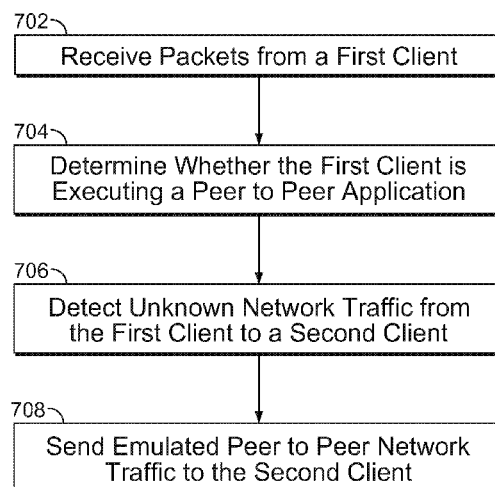 702
Receive Packets from a First Client
704
Determine Whether the First Client is
Executing a Peer to Peer Application
706
Detect Unknown Network Traffic from
the First Client to a Second Client
708
Send Emulated Peer to Peer Network
Traffic to the Second Client